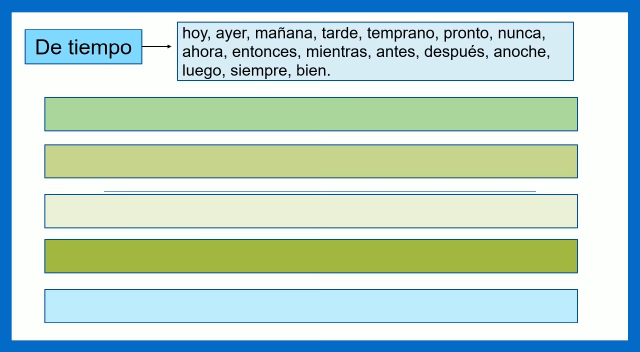 De tiempo
hoy, ayer, mañana, tarde, temprano, pronto, nunca,
ahora, entonces, mientras, antes, después, anoche,
luego, siempre, bien.